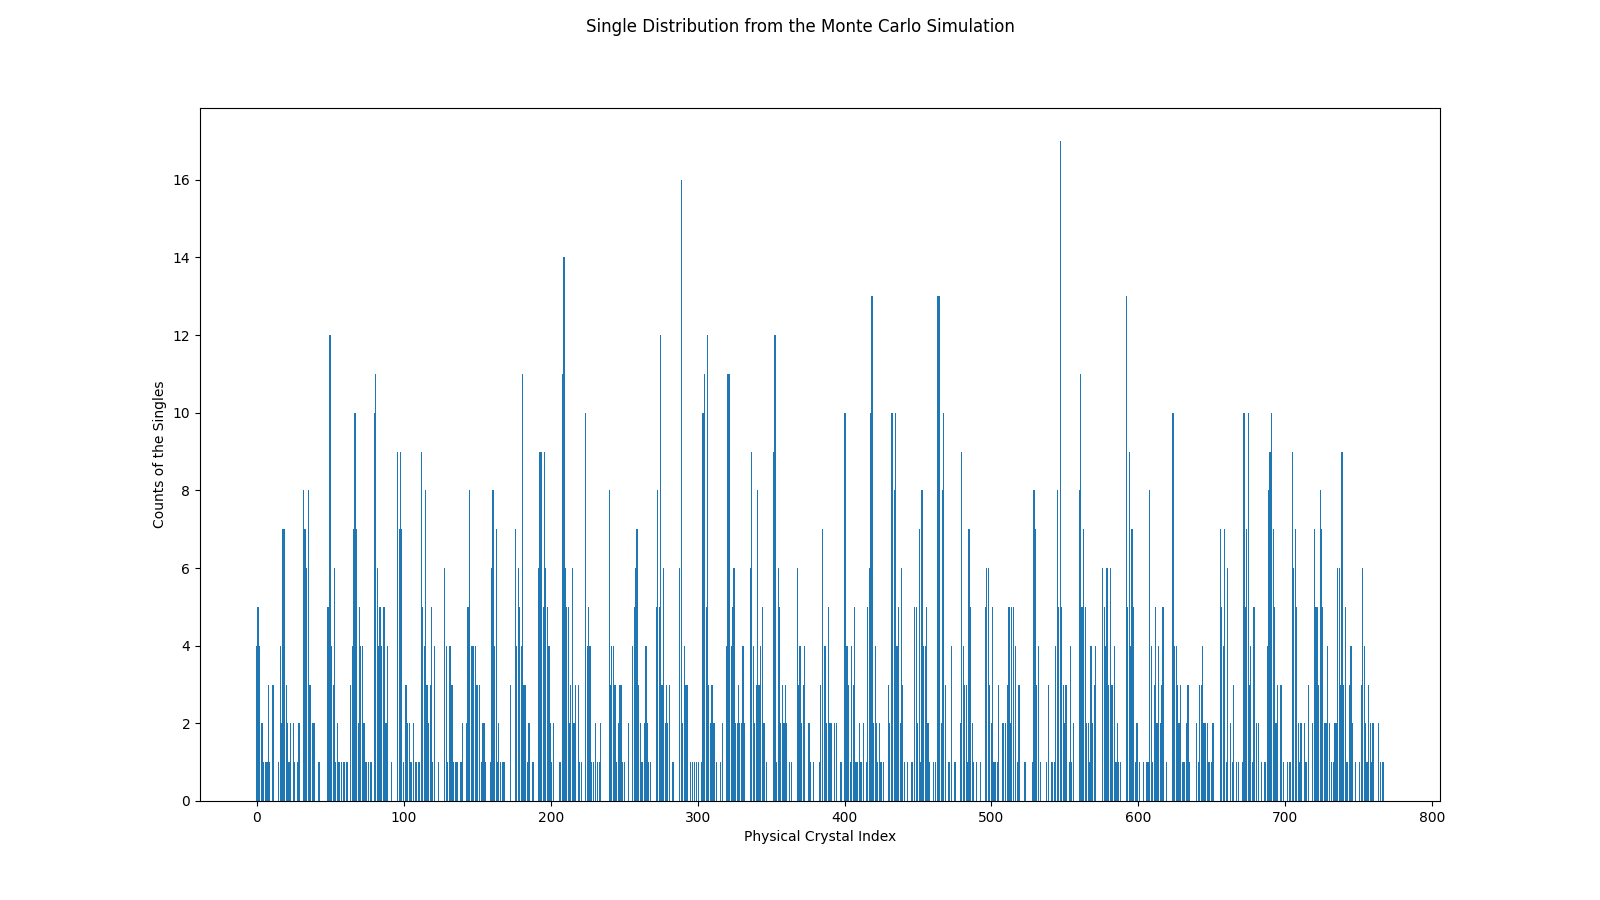 Single Distribution from the Monte Carlo Simulation
16
14
12
10
8
6
4
2
0
Counts of the Singles
0 100 200 300 400 500 600 700 800
Physical Crystal Index